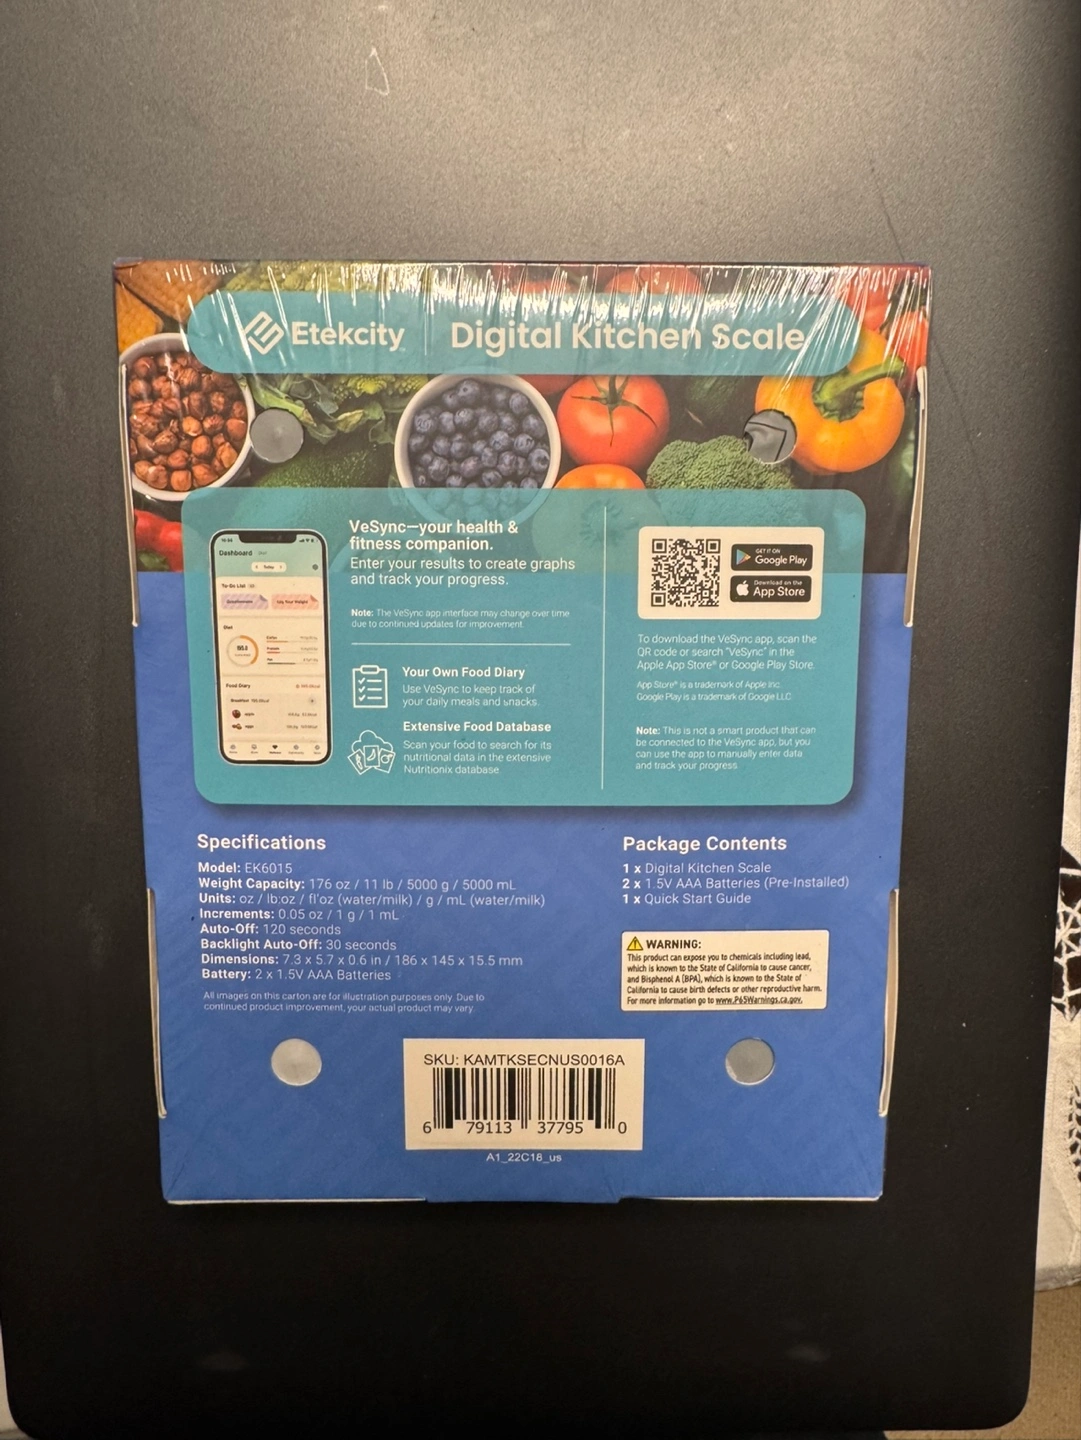 Etekcity
Digital Kitchen Scale
Dashboard
Today
To-Do List
Log Your Weight
Diet
Food Diary
Breakfast
VeSync—your health &
fitness companion.
Enter your results to create graphs
and track your progress.
Note: The VeSync app interface may change over time
due to continued updates for improvement.
Your Own Food Diary
Use VeSync to keep track of
your daily meals and snacks.
Extensive Food Database
Scan your food to search for its
nutritional data in the extensive
Nutritionix database
GET IT ON
Google Play
Download on the
App Store
To download the VeSync app, scan the
QR code or search "VeSync" in the
Apple App Store® or Google Play Store.
App Store® is a trademark of Apple Inc.
Google Play is a trademark of Google LLC.
Note: This is not a smart product that can
be connected to the VeSync app, but you
can use the app to manually enter data
and track your progress.
Specifications
Model: EK6015
Weight Capacity: 176 oz / 11 lb / 5000 g / 5000 mL
Units: oz / lb:oz / fl'oz (water/milk) / g / mL (water/milk)
Increments: 0.05 oz / 1 g / 1 mL
Auto-Off: 120 seconds
Backlight Auto-Off: 30 seconds
Dimensions: 7.3 x 5.7 x 0.6 in / 186 x 145 x 15.5 mm
Battery: 2 x 1.5V AAA Batteries
All images on this carton are for illustration purposes only. Due to
continued product improvement, your actual product may vary.
Package Contents
1 x Digital Kitchen Scale
2 x 1.5V AAA Batteries (Pre-Installed)
1 x Quick Start Guide
WARNING:
This product can expose you to chemicals including lead,
which is known to the State of California to cause cancer,
and Bisphenol A (BPA), which is known to the State of
California to cause birth defects or other reproductive harm.
For more information go to www.P65Warnings.ca.gov.
SKU: KAMTKSECNUS0016A
6 79113 37795 0
A1_22C18_us